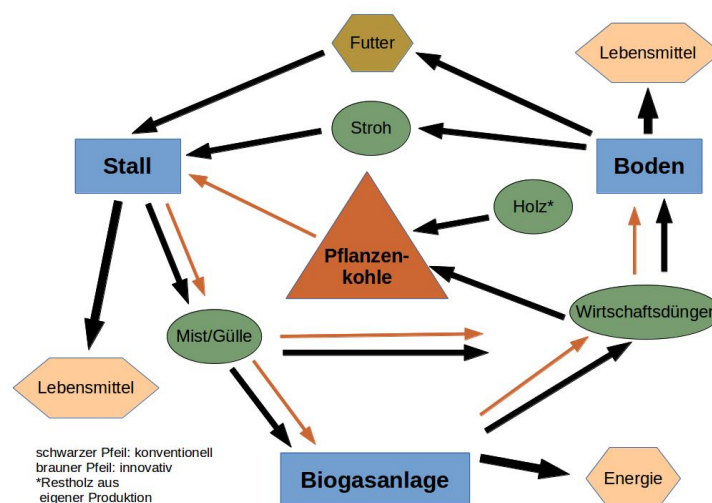 Futter
Lebensmittel
Stroh
Stall
Boden
Holz*
Pflanzen-
kohle
Wirtschaftsdünger
Mist/Gülle
Lebensmittel
schwarzer Pfeil: konventionell
brauner Pfeil: innovativ
*Restholz aus
eigener Produktion
Biogasanlage
Energie